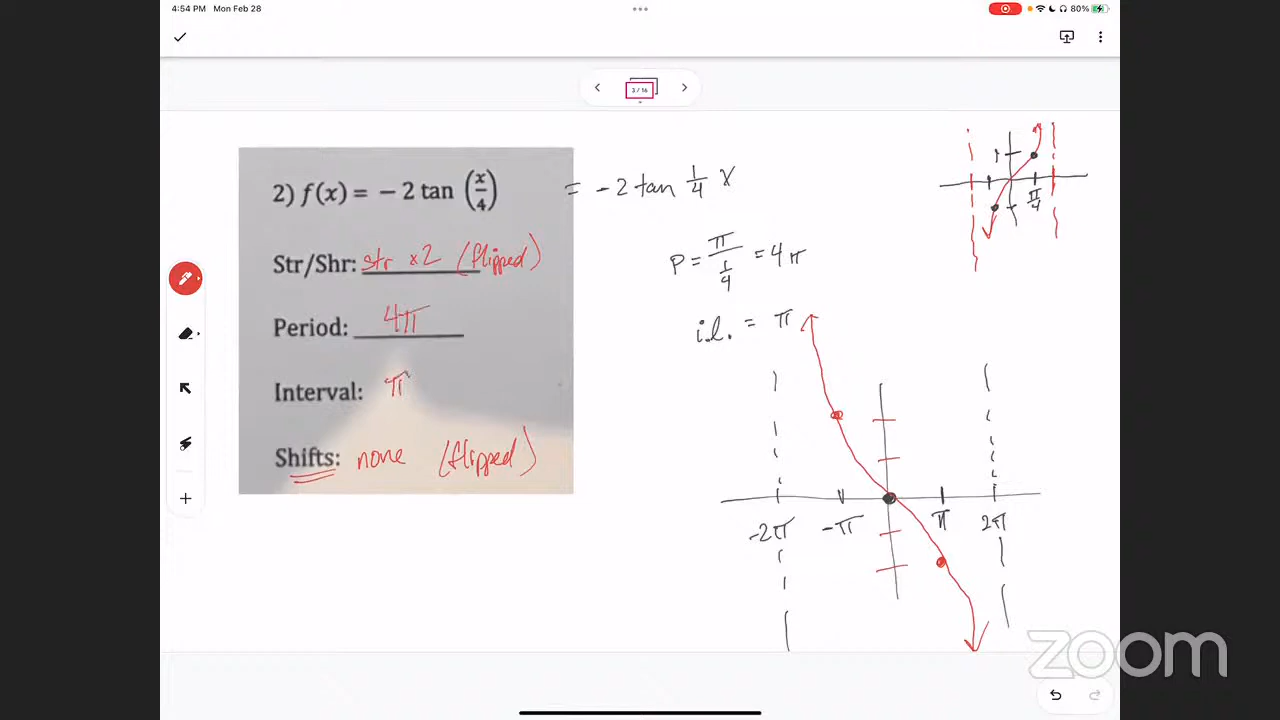 4:54 PM Mon Feb 28
80%
3 / 16
2) f(x) = − 2 tan (x/4)
= -2 tan 1/4 x
Str/Shr: str ×2 (flipped)
P = π/(1/4) = 4π
Period: 4π
i.l. = π
Interval: π
Shifts: none (flipped)
1
π/4
-2π -π π 2π
zoom